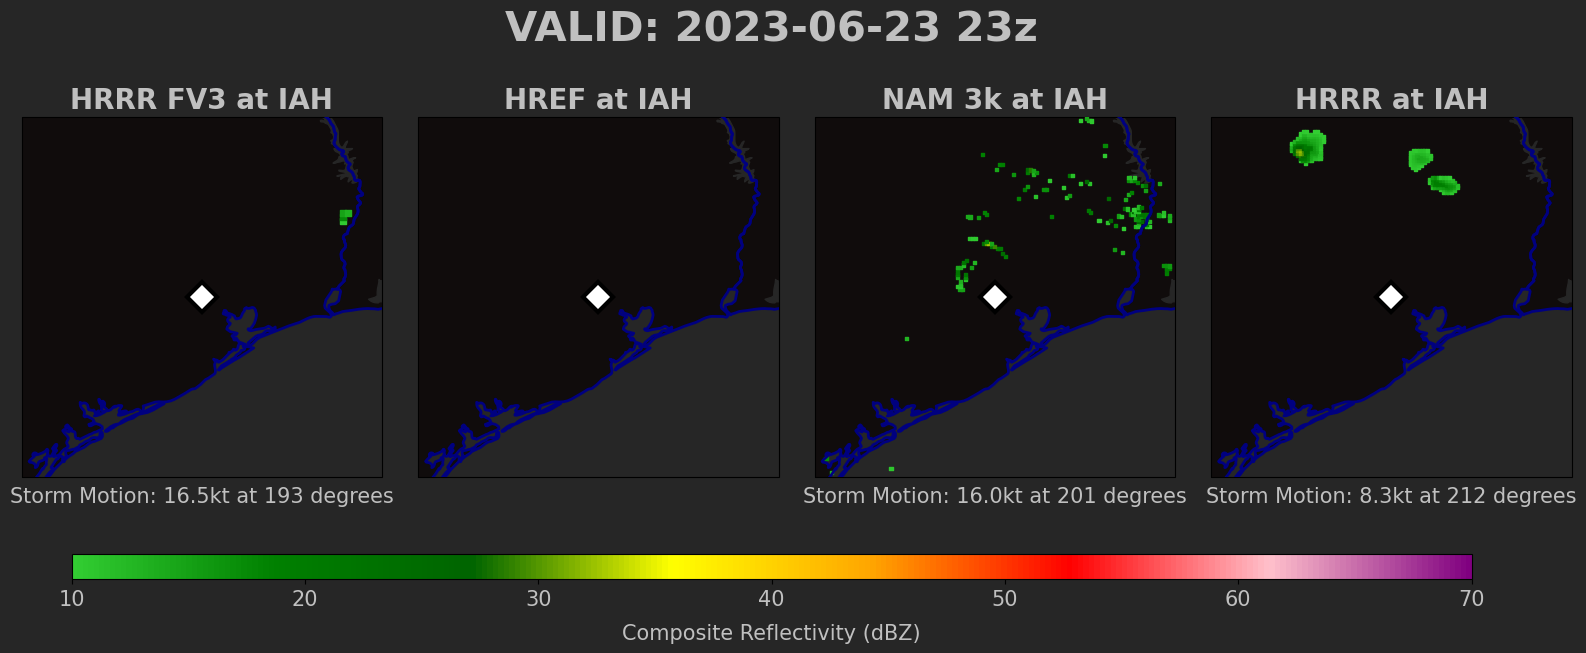 VALID: 2023-06-23 23z
HRRR FV3 at IAH
HREF at IAH
NAM 3k at IAH
HRRR at IAH
Storm Motion: 16.5kt at 193 degrees
Storm Motion: 16.0kt at 201 degrees
Storm Motion: 8.3kt at 212 degrees
10 20 30 40 50 60 70
Composite Reflectivity (dBZ)